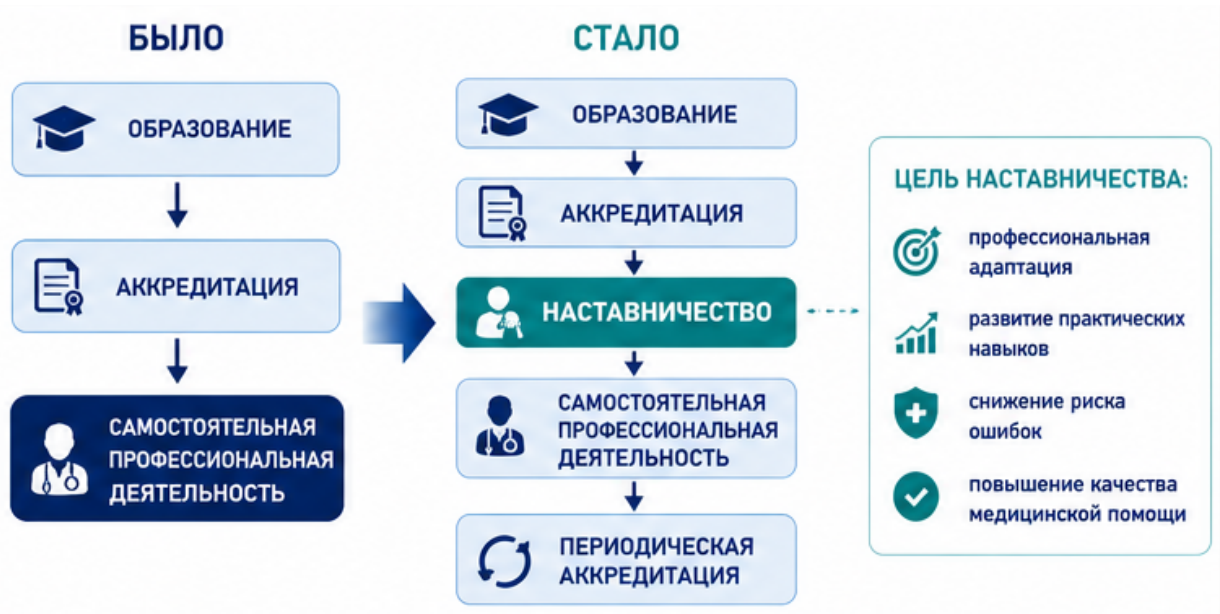 БЫЛО
ОБРАЗОВАНИЕ
АККРЕДИТАЦИЯ
САМОСТОЯТЕЛЬНАЯ
ПРОФЕССИОНАЛЬНАЯ
ДЕЯТЕЛЬНОСТЬ
СТАЛО
ОБРАЗОВАНИЕ
АККРЕДИТАЦИЯ
НАСТАВНИЧЕСТВО
САМОСТОЯТЕЛЬНАЯ
ПРОФЕССИОНАЛЬНАЯ
ДЕЯТЕЛЬНОСТЬ
ПЕРИОДИЧЕСКАЯ
АККРЕДИТАЦИЯ
ЦЕЛЬ НАСТАВНИЧЕСТВА:
профессиональная
адаптация
развитие практических
навыков
снижение риска
ошибок
повышение качества
медицинской помощи